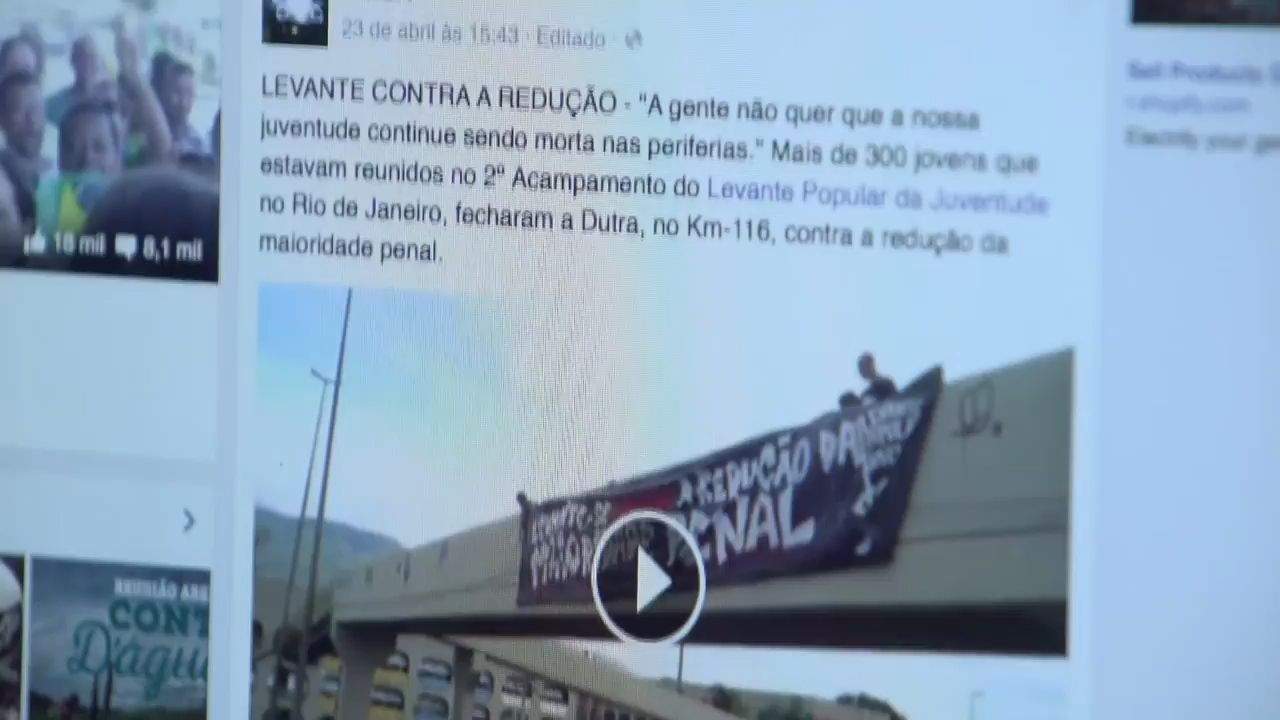 23 de abril às 15:43 · Editado
LEVANTE CONTRA A REDUÇÃO - "A gente não quer que a nossa
juventude continue sendo morta nas periferias." Mais de 300 jovens que
estavam reunidos no 2º Acampamento do Levante Popular da Juventude
no Rio de Janeiro, fecharam a Dutra, no Km-116, contra a redução da
maioridade penal.
16 mil 8,1 mil
A REDUÇÃO DA
PENAL
CONT
D'água